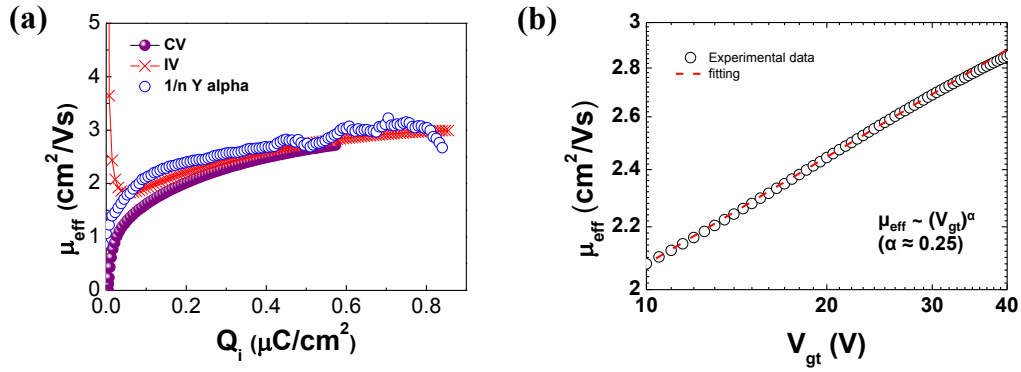 (a)
5
4
3
2
1
0
μeff (cm²/Vs)
CV
IV
1/n Y alpha
0.0
0.2
0.4
0.6
0.8
Qi (μC/cm²)
(b)
3
2.8
2.6
2.4
2.2
2
μeff (cm²/Vs)
Experimental data
fitting
μeff ~ (Vgt)^α
(α ≈ 0.25)
10
20
30
40
Vgt (V)